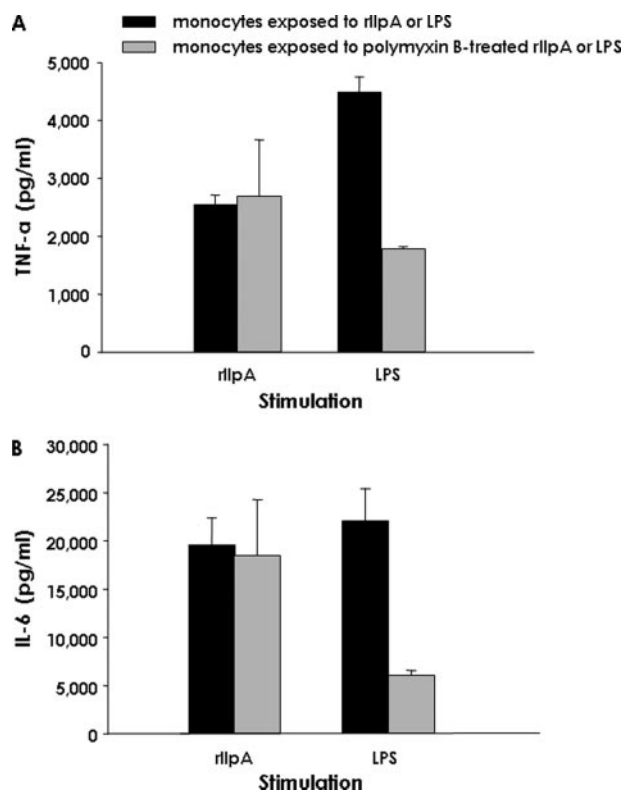 A
monocytes exposed to rIlpA or LPS
monocytes exposed to polymyxin B-treated rIlpA or LPS
5,000
4,000
3,000
2,000
1,000
0
TNF-α (pg/ml)
rIlpA LPS
Stimulation
B
30,000
25,000
20,000
15,000
10,000
5,000
0
IL-6 (pg/ml)
rIlpA LPS
Stimulation